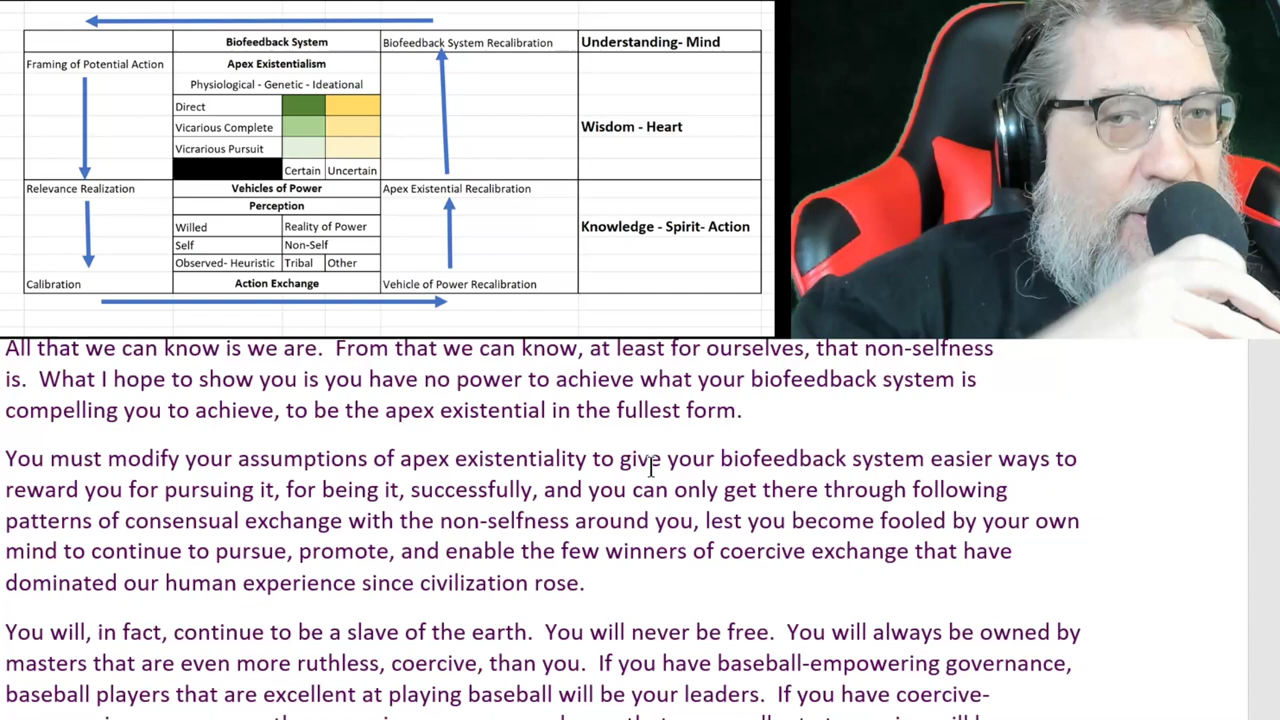 Biofeedback System Biofeedback System Recalibration Understanding- Mind
Framing of Potential Action Apex Existentialism
Physiological - Genetic - Ideational
Direct
Vicarious Complete Wisdom - Heart
Vicrarious Pursuit
Certain Uncertain
Relevance Realization Vehicles of Power Apex Existential Recalibration
Perception
Willed Reality of Power Knowledge - Spirit- Action
Self Non-Self
Observed- Heuristic Tribal Other
Calibration Action Exchange Vehicle of Power Recalibration
All that we can know is we are. From that we can know, at least for ourselves, that non-selfness
is. What I hope to show you is you have no power to achieve what your biofeedback system is
compelling you to achieve, to be the apex existential in the fullest form.
You must modify your assumptions of apex existentiality to give your biofeedback system easier ways to
reward you for pursuing it, for being it, successfully, and you can only get there through following
patterns of consensual exchange with the non-selfness around you, lest you become fooled by your own
mind to continue to pursue, promote, and enable the few winners of coercive exchange that have
dominated our human experience since civilization rose.
You will, in fact, continue to be a slave of the earth. You will never be free. You will always be owned by
masters that are even more ruthless, coercive, than you. If you have baseball-empowering governance,
baseball players that are excellent at playing baseball will be your leaders. If you have coercive-